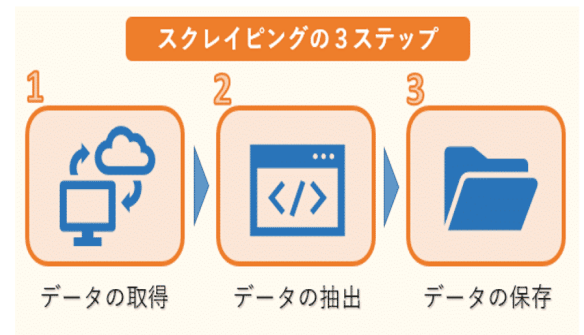 スクレイピングの3ステップ
1
2
3
</>
データの取得
データの抽出
データの保存